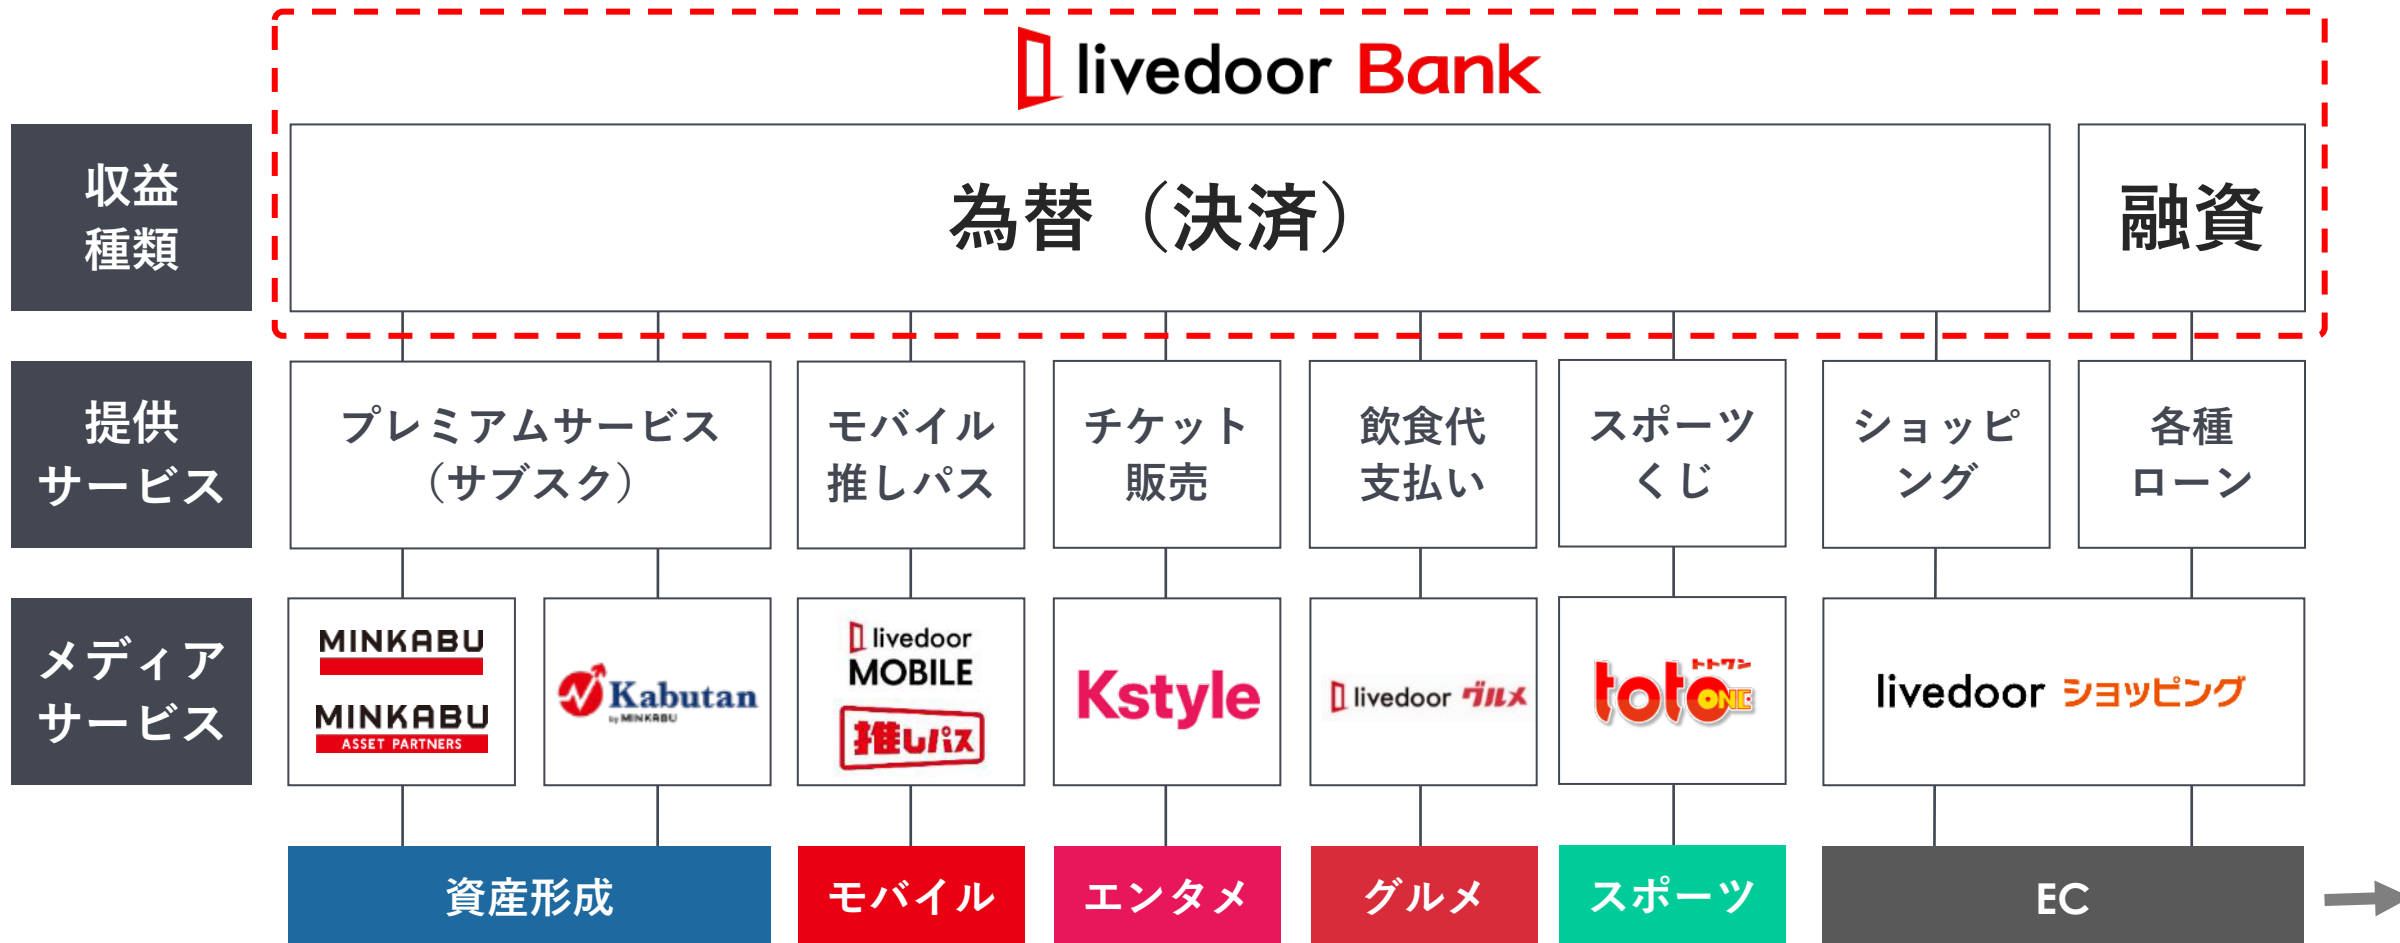 livedoor Bank
収益
種類
為替（決済）
融資
提供
サービス
プレミアムサービス
（サブスク）
モバイル
推しパス
チケット
販売
飲食代
支払い
スポーツ
くじ
ショッピ
ング
各種
ローン
メディア
サービス
MINKABU
MINKABU
ASSET PARTNERS
Kabutan
by MINKABU
livedoor
MOBILE
推しパス
Kstyle
livedoor グルメ
トトワン
toto ONE
livedoor ショッピング
資産形成
モバイル
エンタメ
グルメ
スポーツ
EC